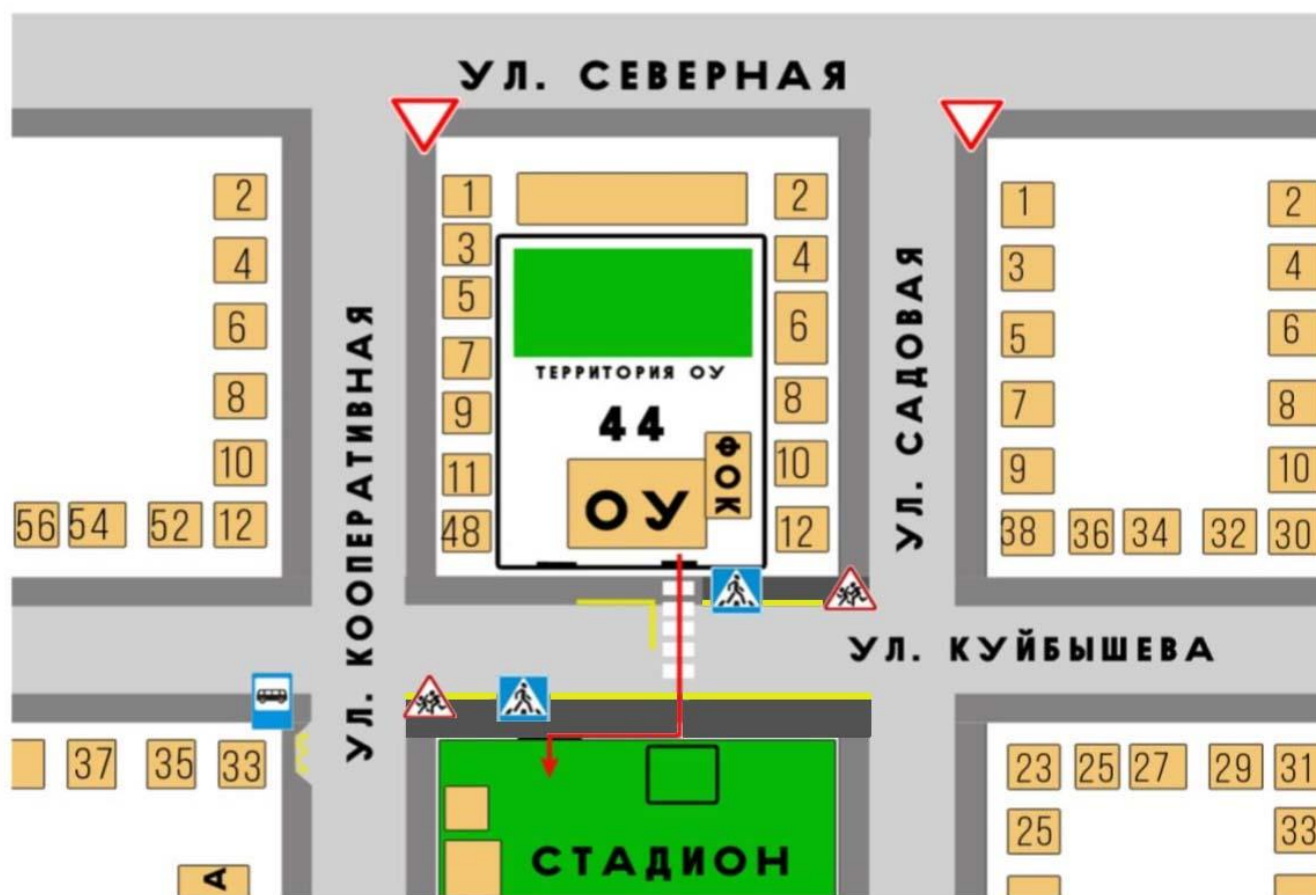 УЛ. СЕВЕРНАЯ
2
4
6
8
10
56 54 52 12
УЛ. КООПЕРАТИВНАЯ
1
3
5
7
9
11
48
ТЕРРИТОРИЯ ОУ
44
ОУ
ФОК
2
4
6
8
10
12
УЛ. САДОВАЯ
1
3
5
7
9
38 36 34 32 30
2
4
6
8
10
УЛ. КУЙБЫШЕВА
37 35 33
А
СТАДИОН
23 25 27 29 31
25
33